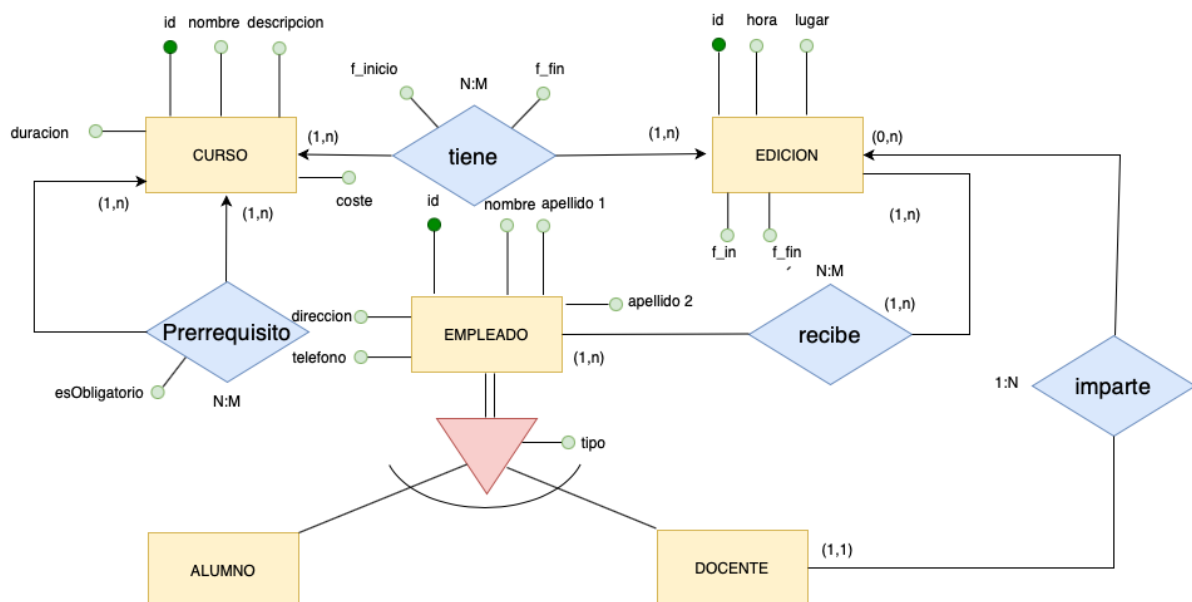 id nombre descripcion
duracion
CURSO
(1,n)
coste
(1,n)
(1,n)
f_inicio
N:M
f_fin
tiene
(1,n)
id hora lugar
EDICION
(0,n)
f_in
f_fin
(1,n)
id
nombre apellido 1
direccion
telefono
EMPLEADO
apellido 2
(1,n)
N:M
recibe
(1,n)
Prerrequisito
esObligatorio
N:M
1:N
imparte
tipo
ALUMNO
DOCENTE
(1,1)